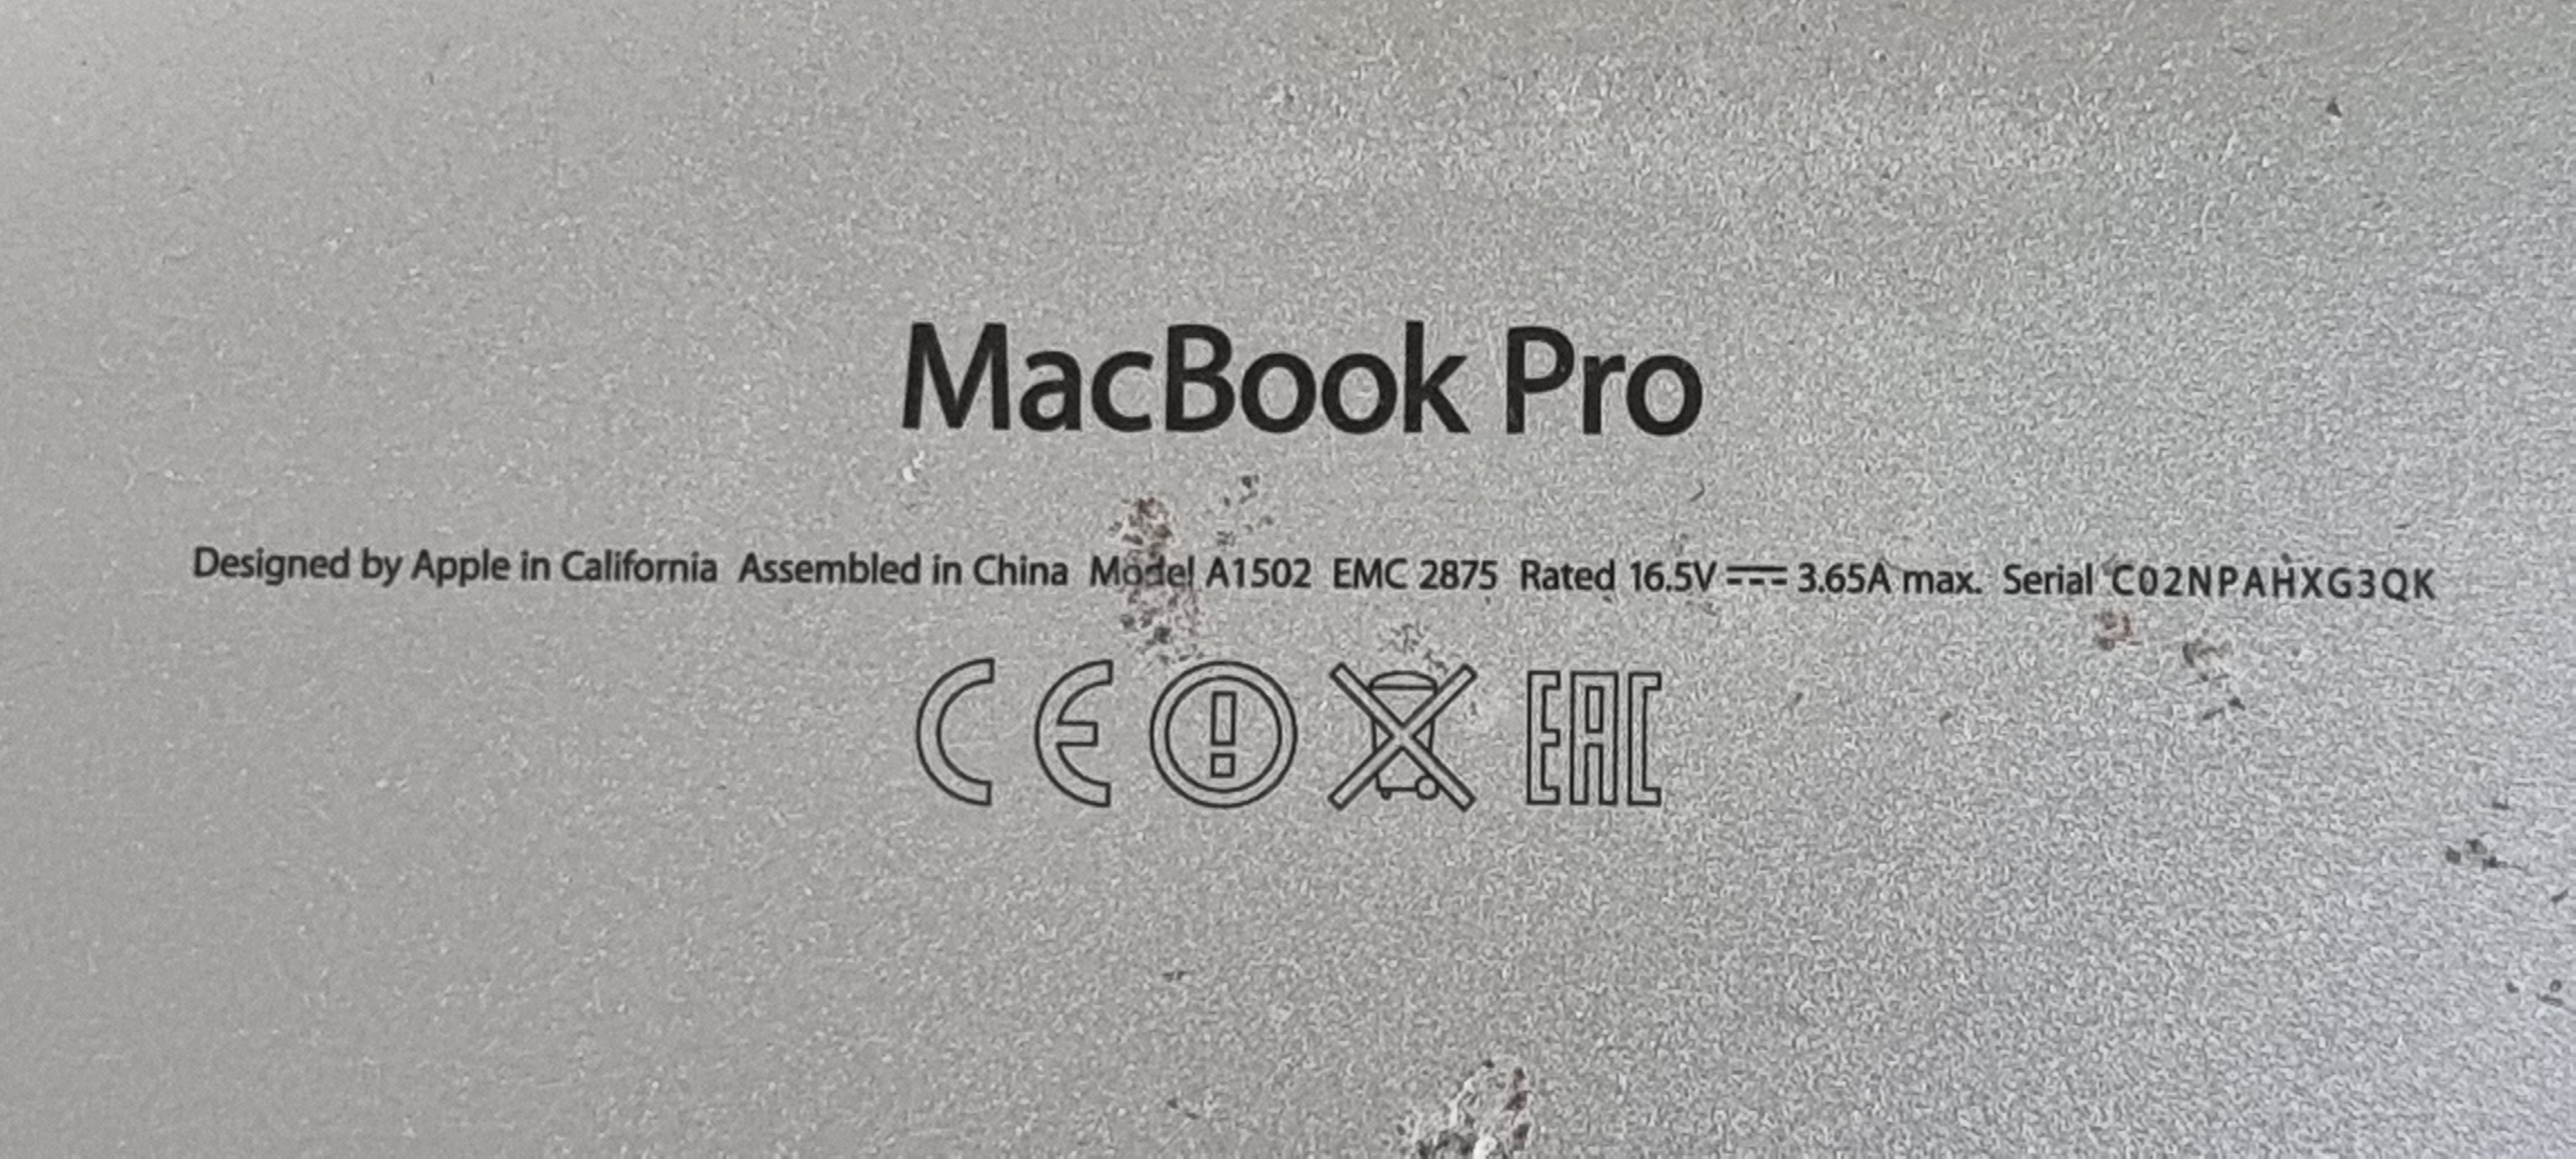 MacBook Pro
Designed by Apple in California Assembled in China Model A1502 EMC 2875 Rated 16.5V ⎓ 3.65A max. Serial C02NPAHXG3QK
CE EAC